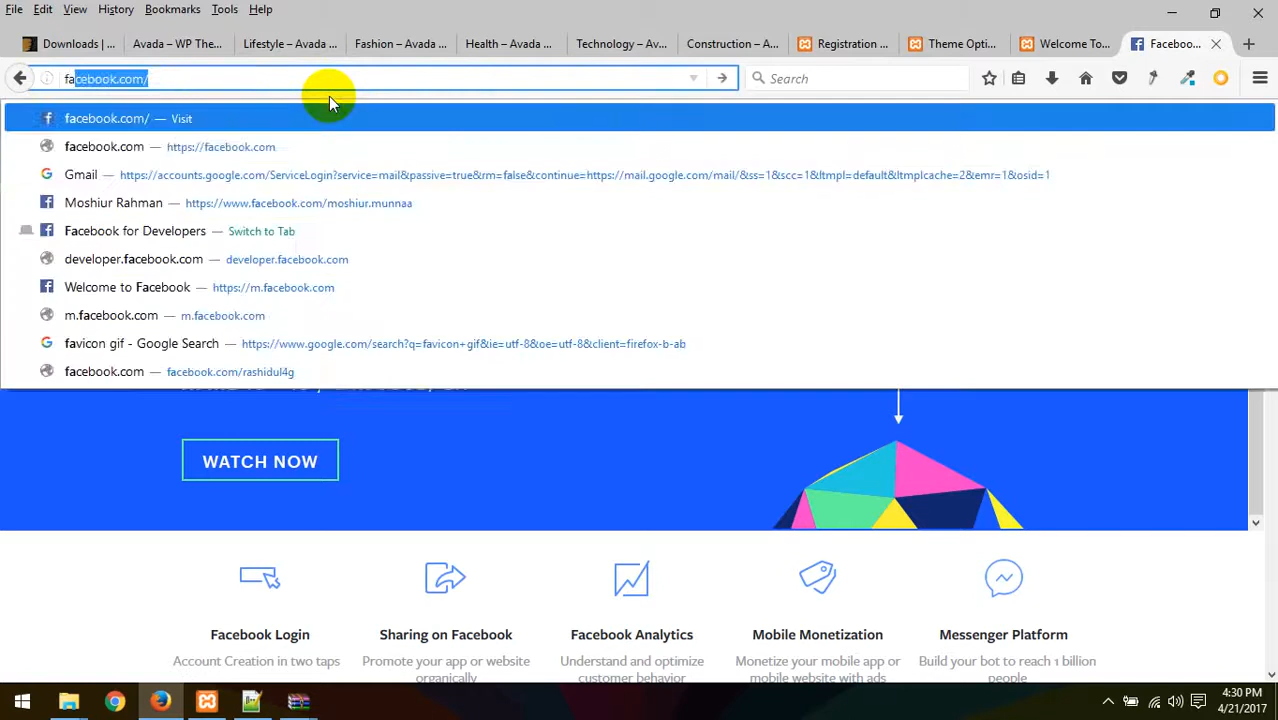 File Edit View History Bookmarks Tools Help
Downloads | ... Avada – WP The... Lifestyle – Avada ... Fashion – Avada ... Health – Avada ... Technology – Av... Construction – A... Registration ... Theme Opti... Welcome To... Faceboo...
facebook.com/ Search
facebook.com/ — Visit
facebook.com — https://facebook.com
Gmail — https://accounts.google.com/ServiceLogin?service=mail&passive=true&rm=false&continue=https://mail.google.com/mail/&ss=1&scc=1&ltmpl=default&ltmplcache=2&emr=1&osid=1
Moshiur Rahman — https://www.facebook.com/moshiur.munnaa
Facebook for Developers — Switch to Tab
developer.facebook.com — developer.facebook.com
Welcome to Facebook — https://m.facebook.com
m.facebook.com — m.facebook.com
favicon gif - Google Search — https://www.google.com/search?q=favicon+gif&ie=utf-8&oe=utf-8&client=firefox-b-ab
facebook.com — facebook.com/rashidul4g
WATCH NOW
Facebook Login Sharing on Facebook Facebook Analytics Mobile Monetization Messenger Platform
Account Creation in two taps Promote your app or website Understand and optimize Monetize your mobile app or Build your bot to reach 1 billion
organically customer behavior website with ads people
4:30 PM
4/21/2017